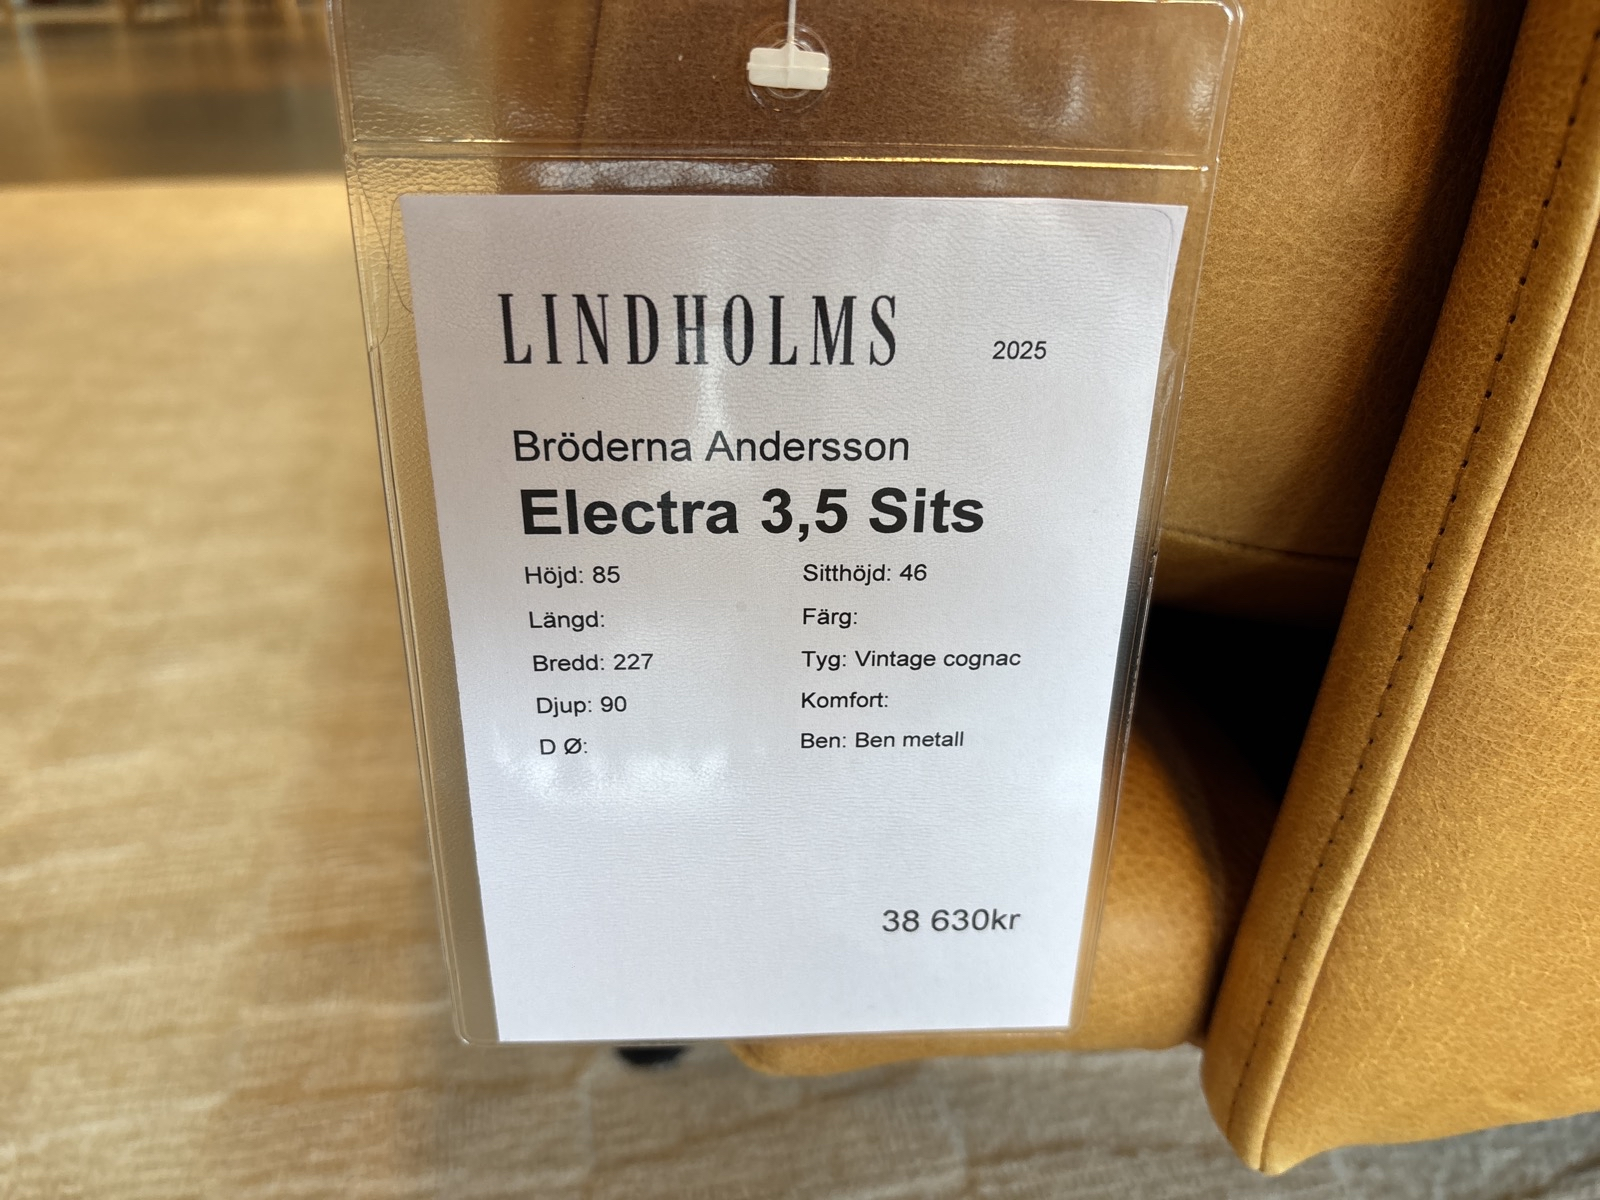 LINDHOLMS 2025
Bröderna Andersson
Electra 3,5 Sits
Höjd: 85 Sitthöjd: 46
Längd: Färg:
Bredd: 227 Tyg: Vintage cognac
Djup: 90 Komfort:
D Ø: Ben: Ben metall
38 630kr